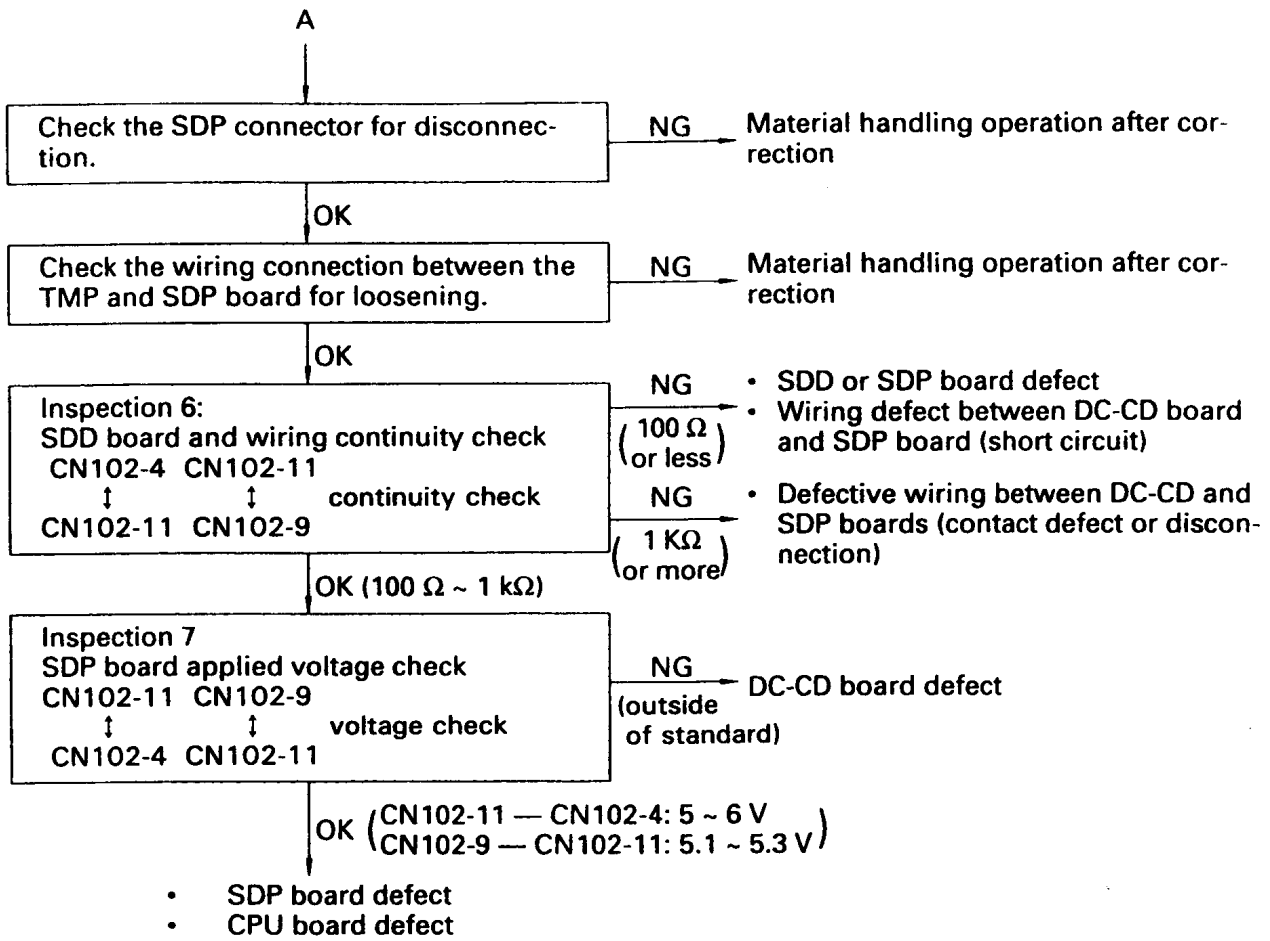 A
Check the SDP connector for disconnec-
tion.
NG
Material handling operation after cor-
rection
OK
Check the wiring connection between the
TMP and SDP board for loosening.
NG
Material handling operation after cor-
rection
OK
Inspection 6:
SDD board and wiring continuity check
CN102-4 CN102-11
↕ ↕ continuity check
CN102-11 CN102-9
NG
(100 Ω
or less)
• SDD or SDP board defect
• Wiring defect between DC-CD board
and SDP board (short circuit)
NG
(1 KΩ
or more)
• Defective wiring between DC-CD and
SDP boards (contact defect or discon-
nection)
OK (100 Ω ~ 1 kΩ)
Inspection 7
SDP board applied voltage check
CN102-11 CN102-9
↕ ↕ voltage check
CN102-4 CN102-11
NG
(outside
of standard)
DC-CD board defect
OK (CN102-11 — CN102-4: 5 ~ 6 V
CN102-9 — CN102-11: 5.1 ~ 5.3 V)
• SDP board defect
• CPU board defect